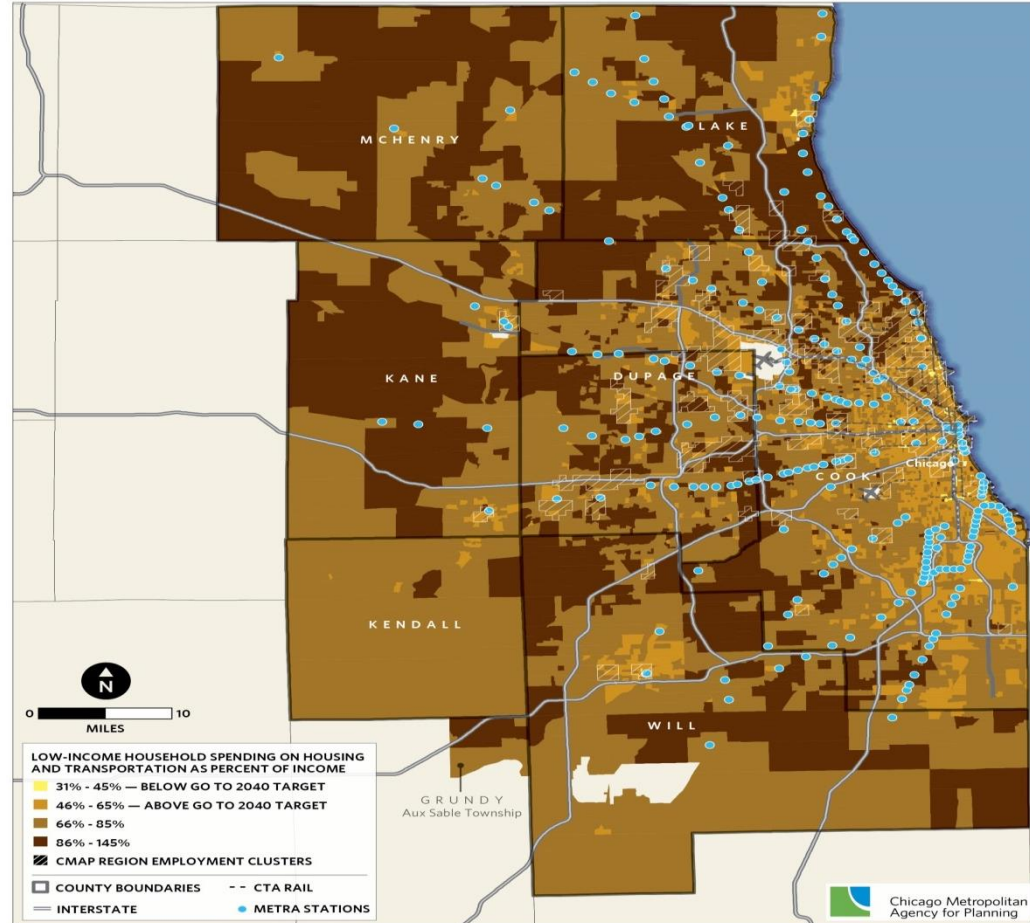 MCHENRY
LAKE
KANE
DUPAGE
Chicago
COOK
KENDALL
WILL
GRUNDY
Aux Sable Township
N
0 10
MILES
LOW-INCOME HOUSEHOLD SPENDING ON HOUSING
AND TRANSPORTATION AS PERCENT OF INCOME
31% - 45% — BELOW GO TO 2040 TARGET
46% - 65% — ABOVE GO TO 2040 TARGET
66% - 85%
86% - 145%
CMAP REGION EMPLOYMENT CLUSTERS
COUNTY BOUNDARIES
CTA RAIL
INTERSTATE
METRA STATIONS
Chicago Metropolitan
Agency for Planning